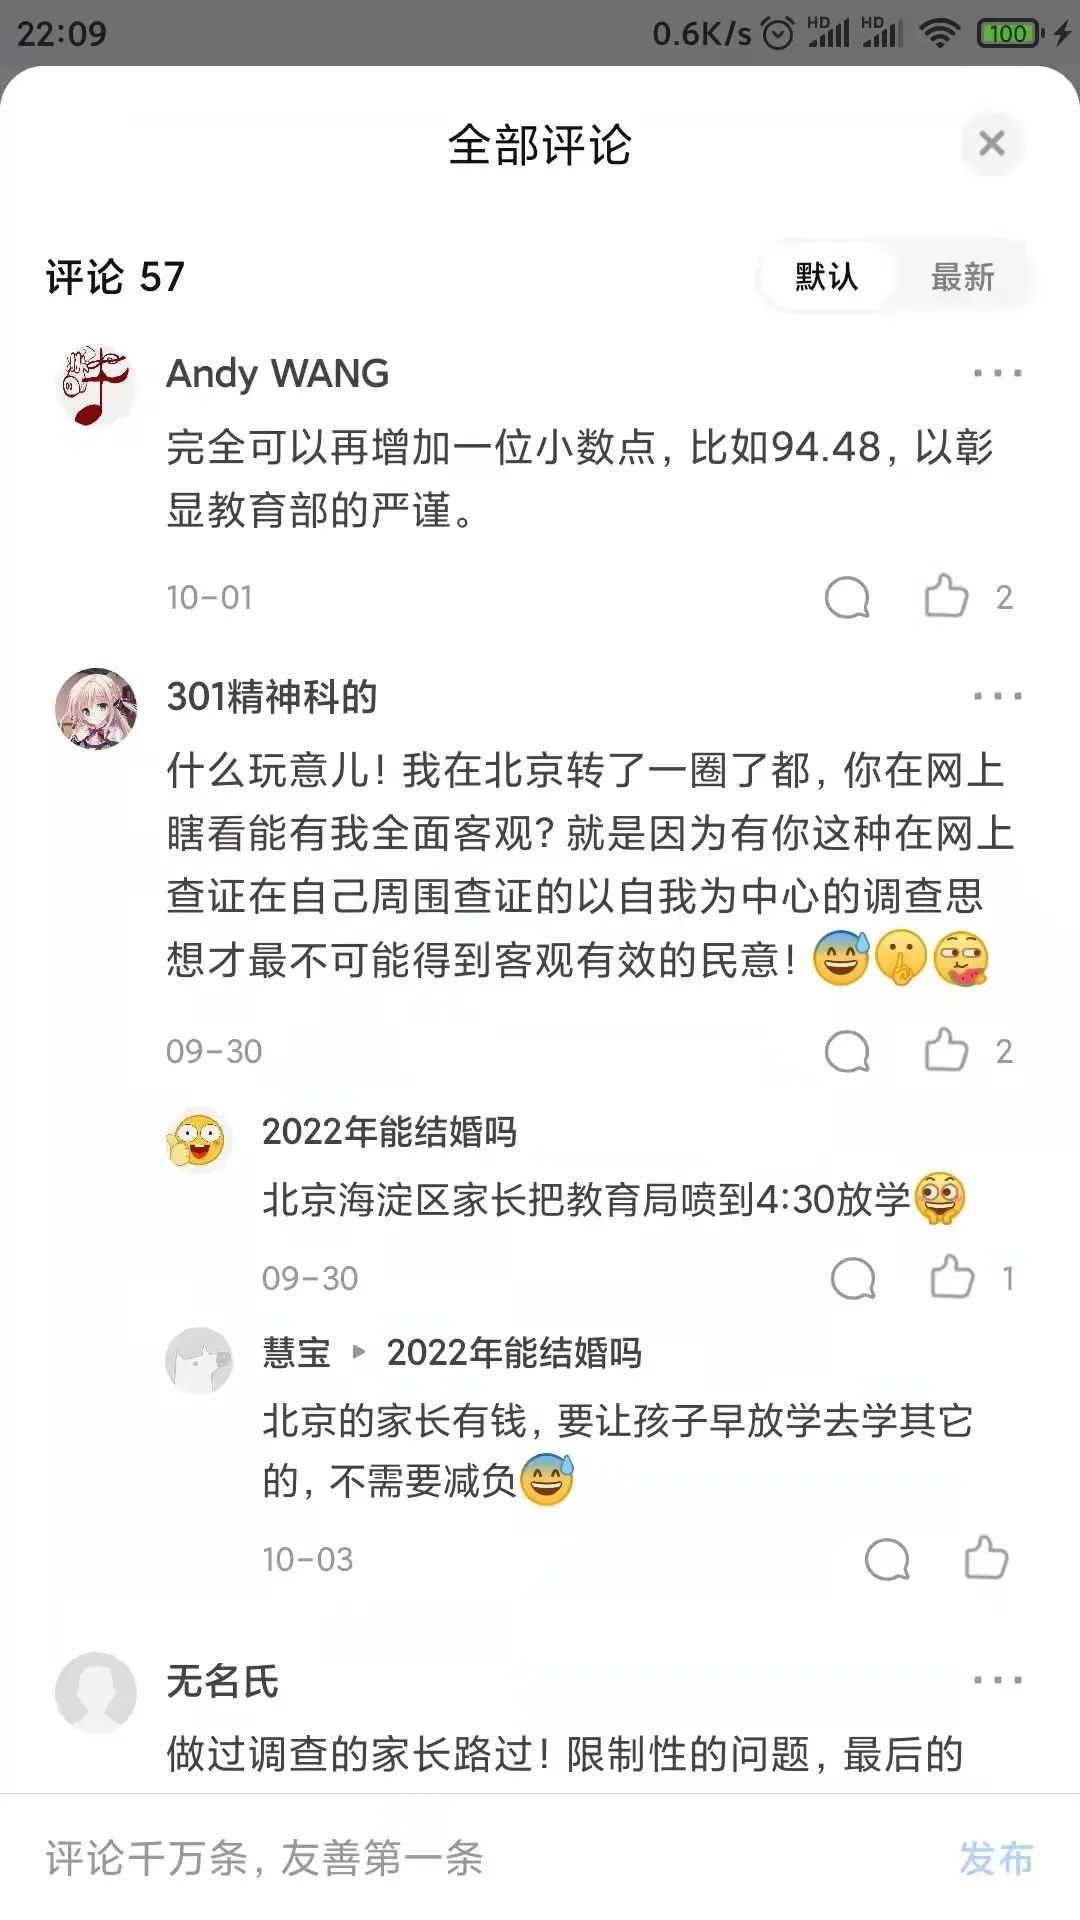 22:09
0.6K/s HD HD 100
全部评论
评论 57
默认
最新
Andy WANG
完全可以再增加一位小数点，比如94.48，以彰
显教育部的严谨。
10-01
2
301精神科的
什么玩意儿！我在北京转了一圈了都，你在网上
瞎看能有我全面客观？就是因为有你这种在网上
查证在自己周围查证的以自我为中心的调查思
想才最不可能得到客观有效的民意！😅🤫🍉
09-30
2
2022年能结婚吗
北京海淀区家长把教育局喷到4:30放学
09-30
1
慧宝 ▸ 2022年能结婚吗
北京的家长有钱，要让孩子早放学去学其它
的，不需要减负😅
10-03
无名氏
做过调查的家长路过！限制性的问题，最后的
评论千万条，友善第一条
发布